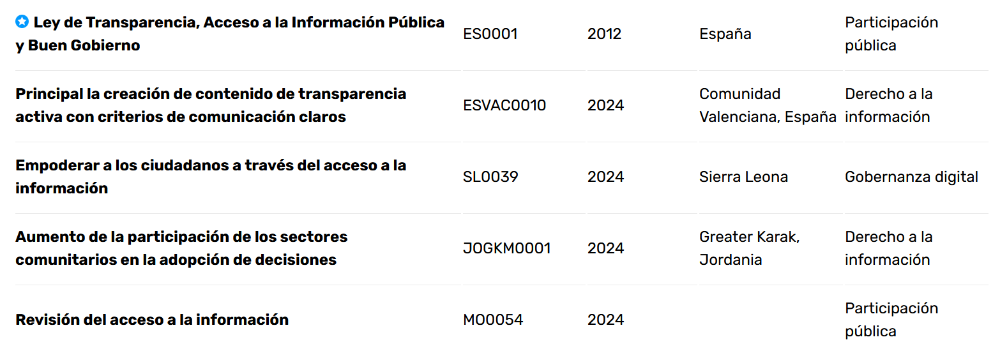 Ley de Transparencia, Acceso a la Información Pública
y Buen Gobierno
ES0001
2012
España
Participación
pública
Principal la creación de contenido de transparencia
activa con criterios de comunicación claros
ESVAC0010
2024
Comunidad
Valenciana, España
Derecho a la
información
Empoderar a los ciudadanos a través del acceso a la
información
SL0039
2024
Sierra Leona
Gobernanza digital
Aumento de la participación de los sectores
comunitarios en la adopción de decisiones
JOGKM0001
2024
Greater Karak,
Jordania
Derecho a la
información
Revisión del acceso a la información
MO0054
2024
Participación
pública